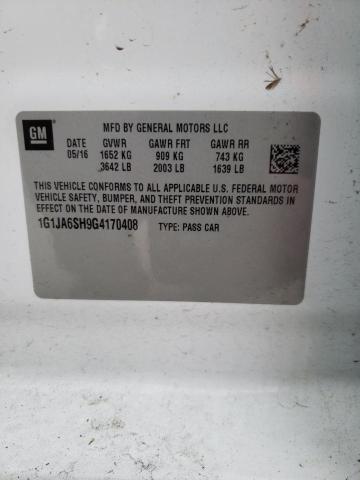 GM
MFD BY GENERAL MOTORS LLC
DATE GVWR GAWR FRT GAWR RR
05/16 1652 KG 909 KG 743 KG
3642 LB 2003 LB 1639 LB
THIS VEHICLE CONFORMS TO ALL APPLICABLE U.S. FEDERAL MOTOR
VEHICLE SAFETY, BUMPER, AND THEFT PREVENTION STANDARDS IN
EFFECT ON THE DATE OF MANUFACTURE SHOWN ABOVE.
1G1JA6SH9G4170408 TYPE: PASS CAR